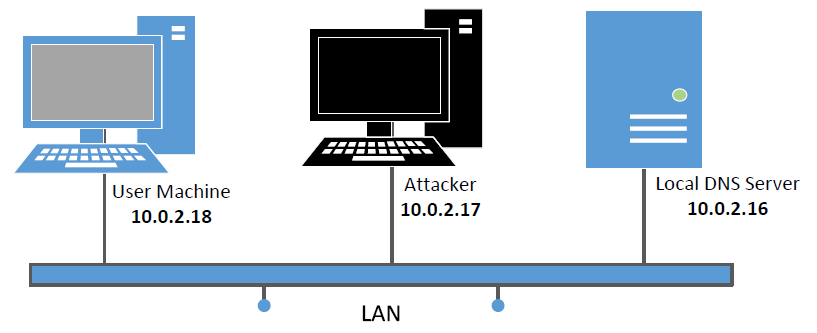 User Machine
10.0.2.18
Attacker
10.0.2.17
Local DNS Server
10.0.2.16
LAN